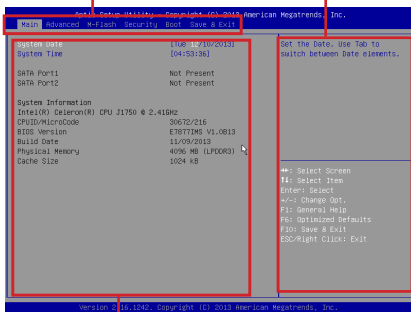 Aptio Setup Utility - Copyright (C) 2013 American Megatrends, Inc.
Main Advanced M-Flash Security Boot Save & Exit
System Date [Tue 12/10/2013]
System Time [04:53:36]
SATA Port1 Not Present
SATA Port2 Not Present
System Information
Intel(R) Celeron(R) CPU J1750 @ 2.41GHz
CPUID/MicroCode 30672/216
BIOS Version E7877IMS V1.0B13
Build Date 11/09/2013
Physical Memory 4096 MB (LPDDR3)
Cache Size 1024 kB
Set the Date. Use Tab to
switch between Date elements.
→←: Select Screen
↑↓: Select Item
Enter: Select
+/-: Change Opt.
F1: General Help
F6: Optimized Defaults
F10: Save & Exit
ESC/Right Click: Exit
Version 2.16.1242. Copyright (C) 2013 American Megatrends, Inc.